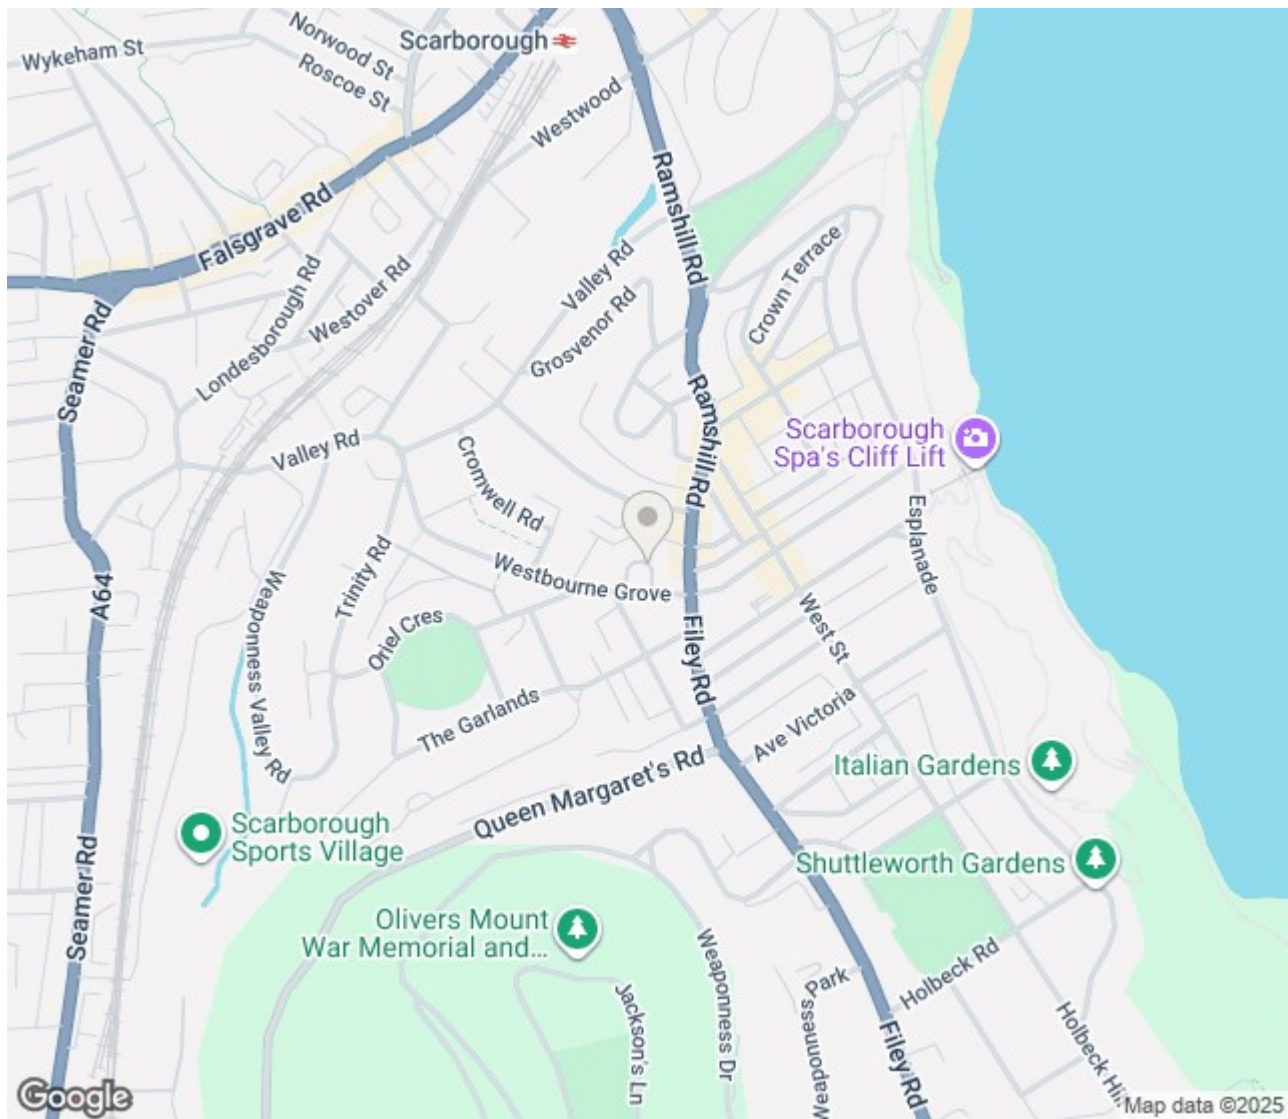 Wykeham St
Norwood St
Roscoe St
Scarborough
Westwood
Falsgrave Rd
Ramshill Rd
Londesborough Rd
Westover Rd
Valley Rd
Grosvenor Rd
Crown Terrace
Seamer Rd
Valley Rd
Cromwell Rd
Ramshill Rd
Scarborough
Spa's Cliff Lift
Esplanade
A64
Weaponness Valley Rd
Trinity Rd
Oriel Cres
Westbourne Grove
Filey Rd
West St
The Garlands
Ave Victoria
Queen Margaret's Rd
Italian Gardens
Scarborough
Sports Village
Shuttleworth Gardens
Seamer Rd
Olivers Mount
War Memorial and...
Weaponness Dr
Jackson's Ln
Weaponness
Park
Holbeck Rd
Filey Rd
Holbeck Hil
Google
Map data ©2025